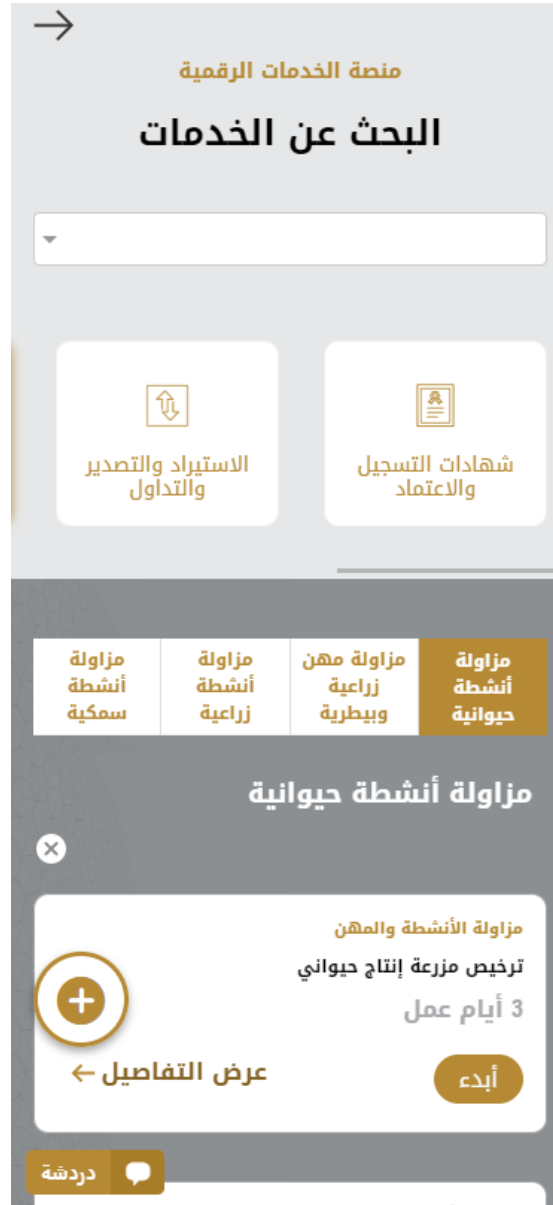 منصة الخدمات الرقمية
البحث عن الخدمات
شهادات التسجيل
والاعتماد
الاستيراد والتصدير
والتداول
مزاولة
أنشطة
حيوانية
مزاولة مهن
زراعية
وبيطرية
مزاولة
أنشطة
زراعية
مزاولة
أنشطة
سمكية
مزاولة أنشطة حيوانية
مزاولة الأنشطة والمهن
ترخيص مزرعة إنتاج حيواني
3 أيام عمل
أبدء
عرض التفاصيل
دردشة